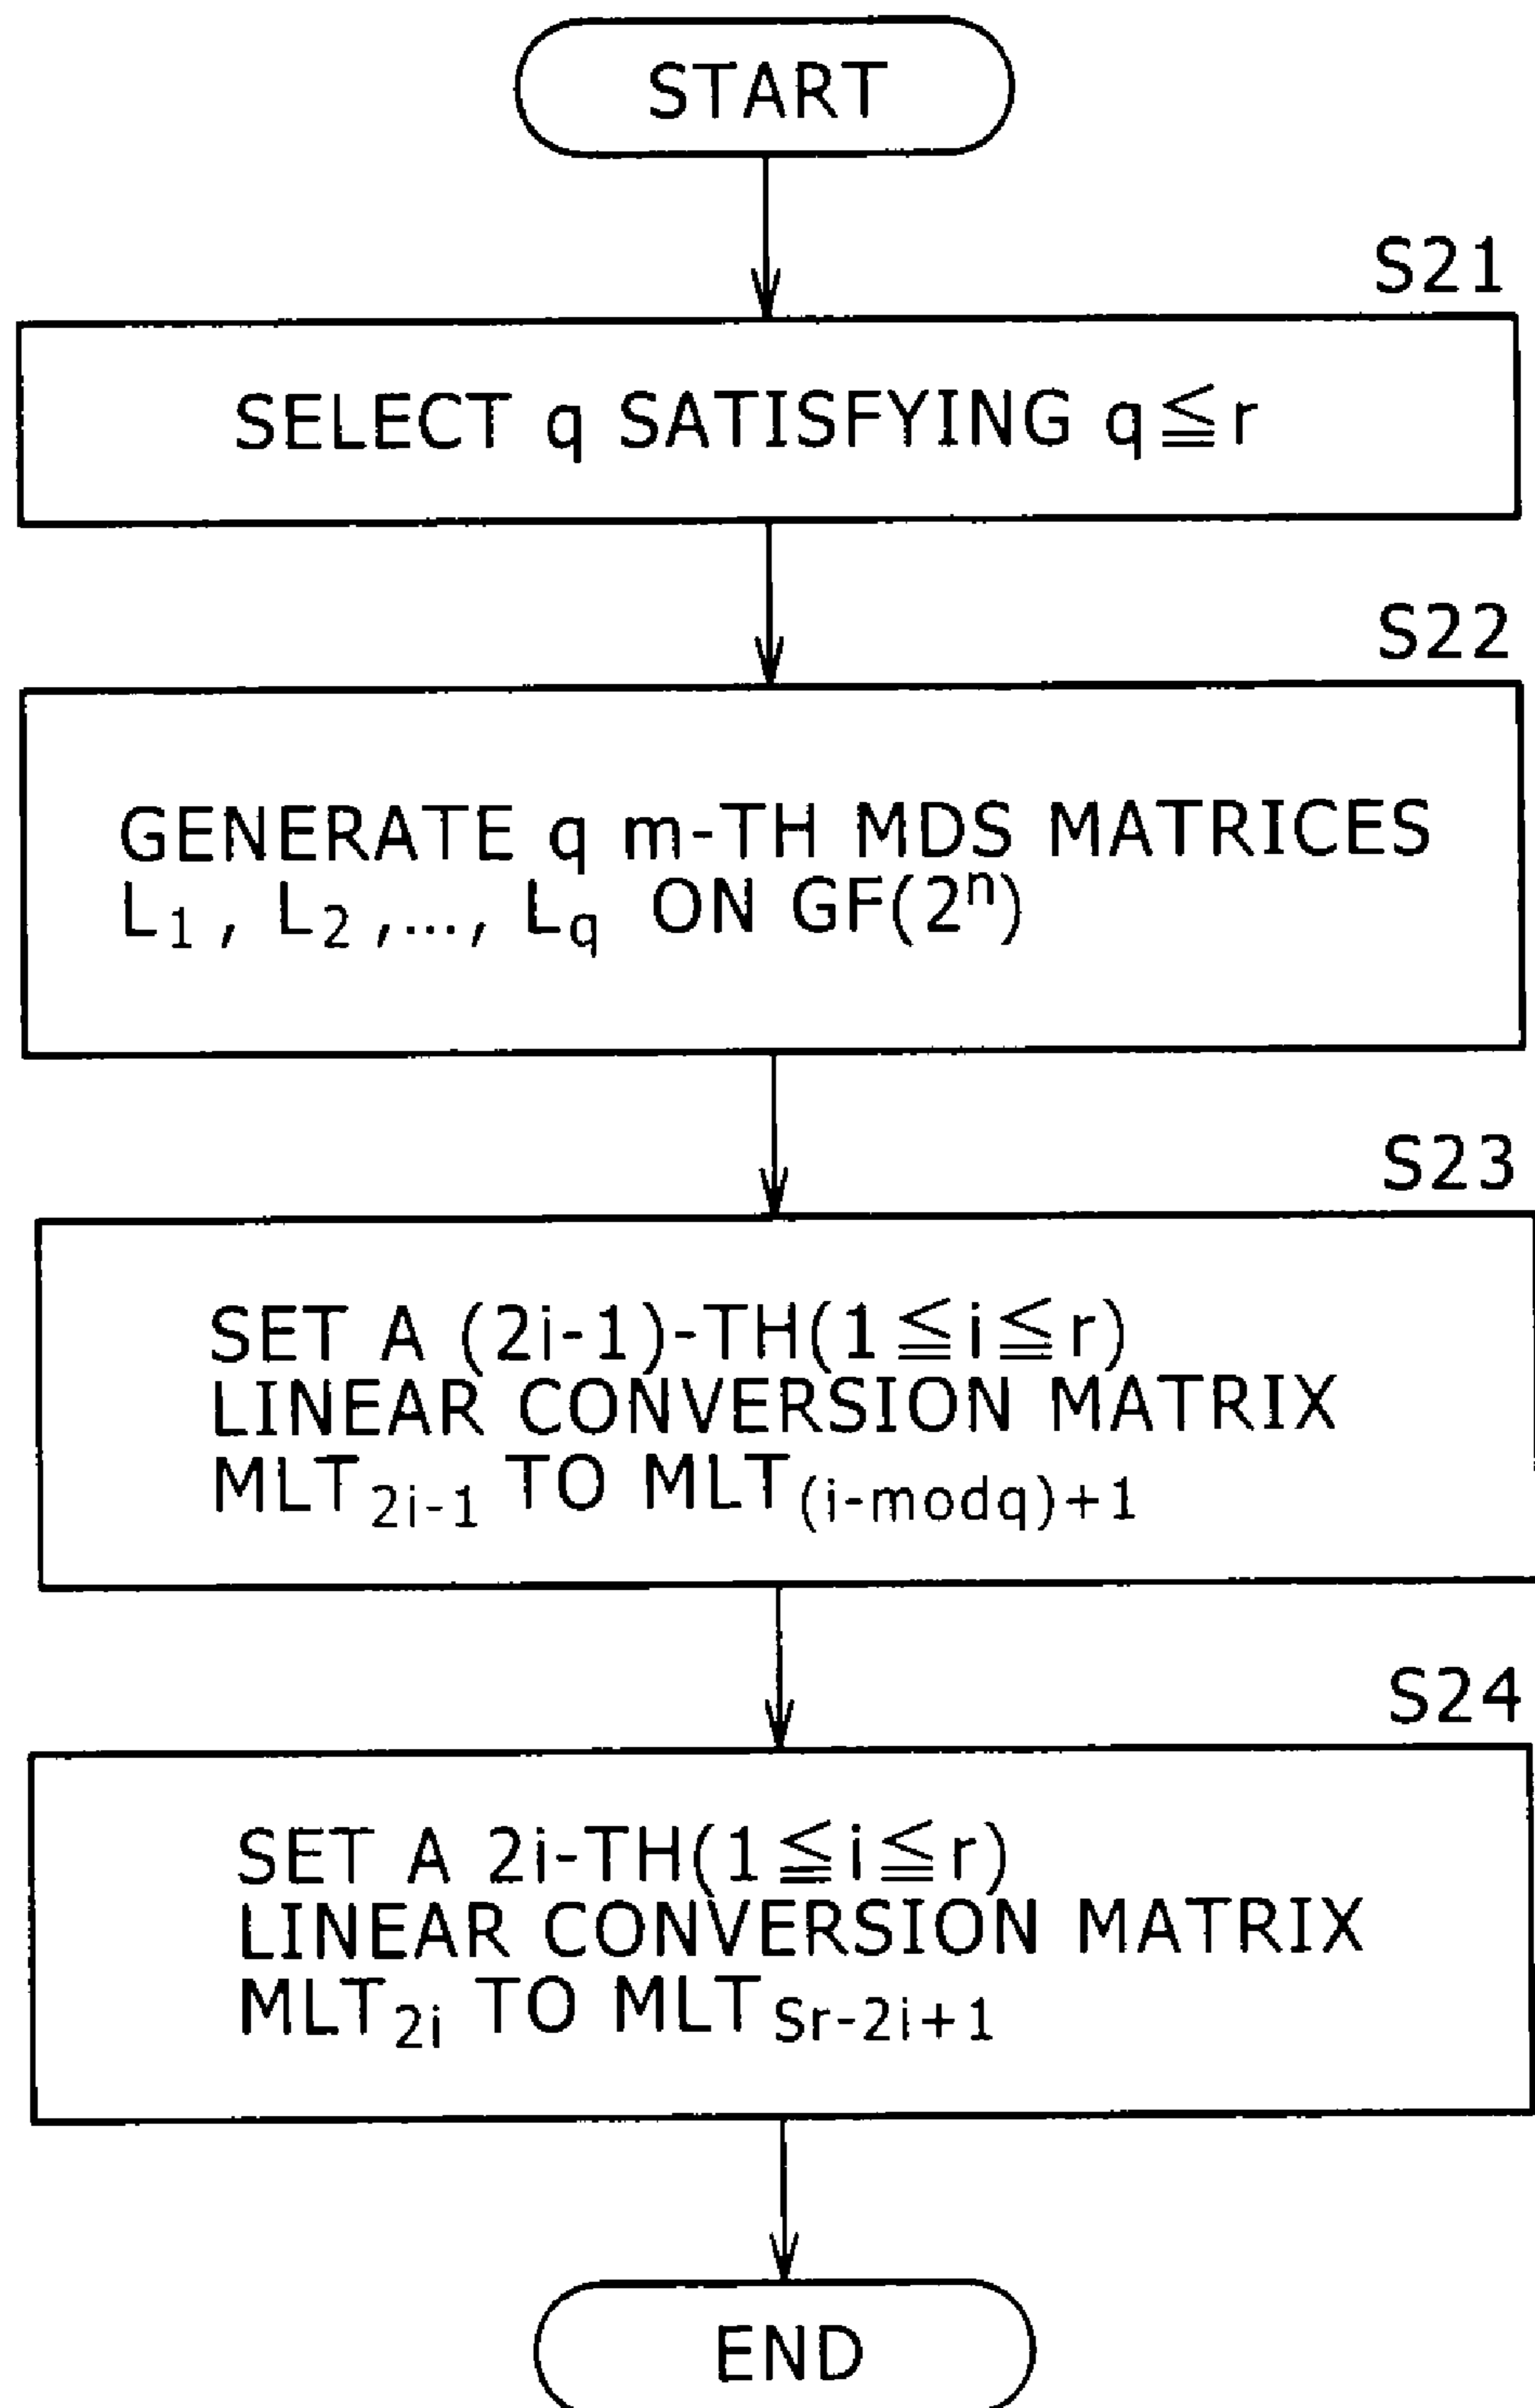 START
S21
SELECT q SATISFYING q≦r
S22
GENERATE q m-TH MDS MATRICES
L₁, L₂,..., L_q ON GF(2ⁿ)
S23
SET A (2i-1)-TH(1≦i≦r)
LINEAR CONVERSION MATRIX
MLT₂ᵢ₋₁ TO MLT₍ᵢ₋modq₎₊₁
S24
SET A 2i-TH(1≦i≦r)
LINEAR CONVERSION MATRIX
MLT₂ᵢ TO MLT_Sr-2i+1
END